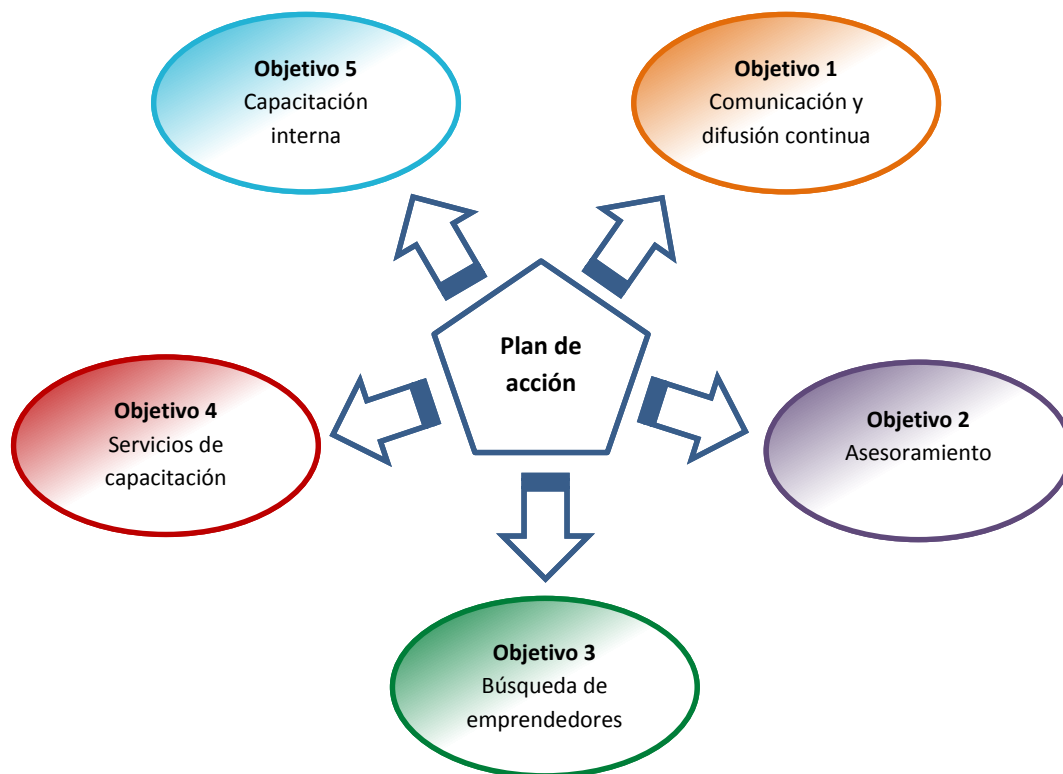 Objetivo 5
Capacitación
interna
Objetivo 1
Comunicación y
difusión continua
Plan de
acción
Objetivo 4
Servicios de
capacitación
Objetivo 2
Asesoramiento
Objetivo 3
Búsqueda de
emprendedores